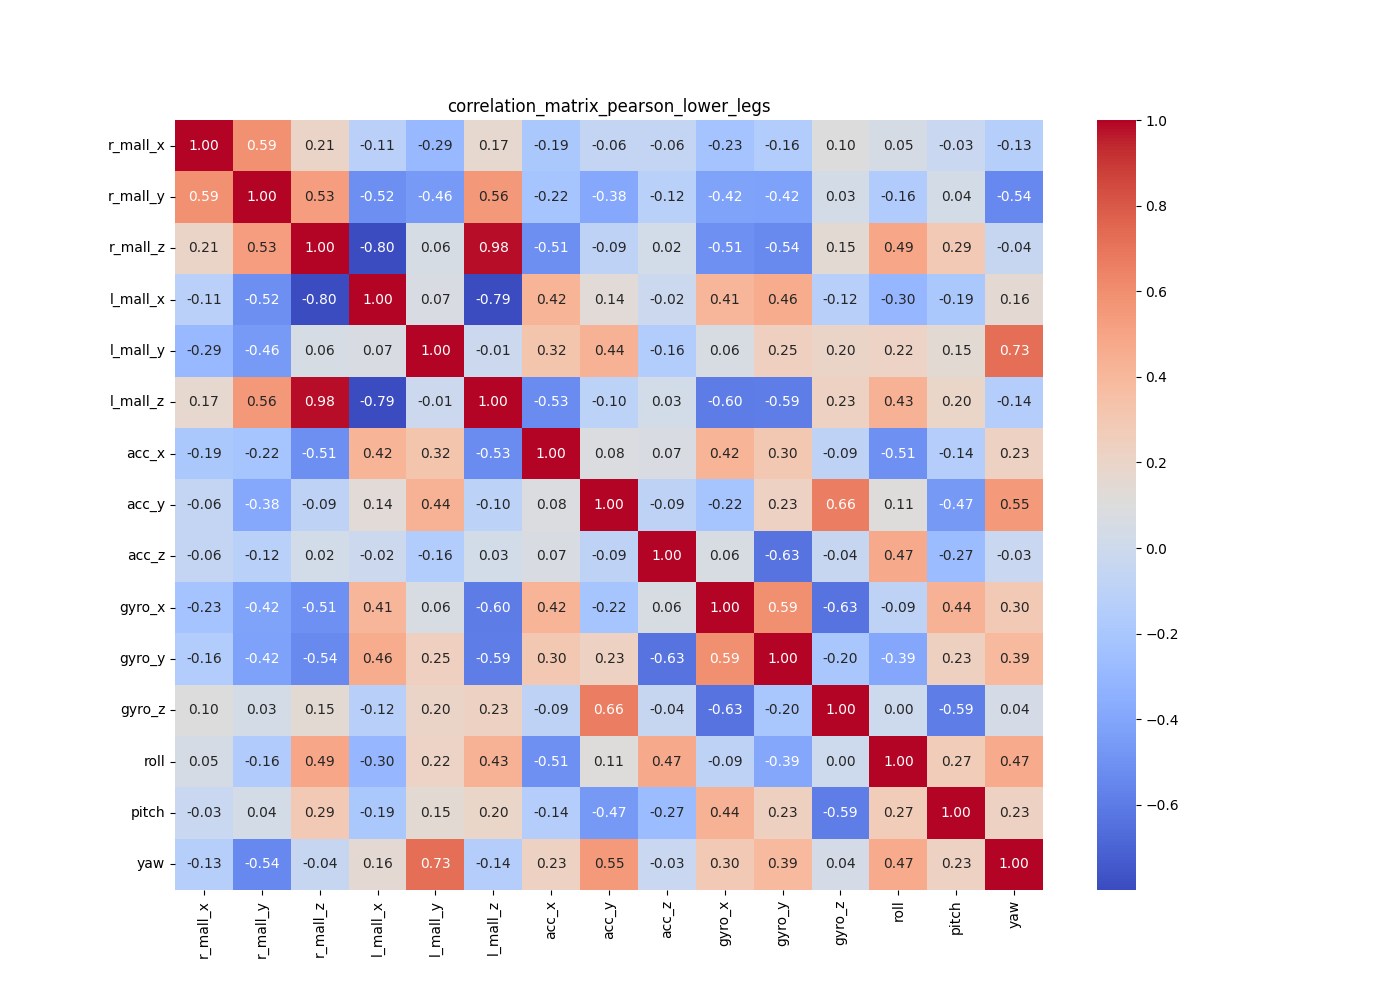 correlation_matrix_pearson_lower_legs
r_mall_x 1.00 0.59 0.21 -0.11 -0.29 0.17 -0.19 -0.06 -0.06 -0.23 -0.16 0.10 0.05 -0.03 -0.13
r_mall_y 0.59 1.00 0.53 -0.52 -0.46 0.56 -0.22 -0.38 -0.12 -0.42 -0.42 0.03 -0.16 0.04 -0.54
r_mall_z 0.21 0.53 1.00 -0.80 0.06 0.98 -0.51 -0.09 0.02 -0.51 -0.54 0.15 0.49 0.29 -0.04
l_mall_x -0.11 -0.52 -0.80 1.00 0.07 -0.79 0.42 0.14 -0.02 0.41 0.46 -0.12 -0.30 -0.19 0.16
l_mall_y -0.29 -0.46 0.06 0.07 1.00 -0.01 0.32 0.44 -0.16 0.06 0.25 0.20 0.22 0.15 0.73
l_mall_z 0.17 0.56 0.98 -0.79 -0.01 1.00 -0.53 -0.10 0.03 -0.60 -0.59 0.23 0.43 0.20 -0.14
acc_x -0.19 -0.22 -0.51 0.42 0.32 -0.53 1.00 0.08 0.07 0.42 0.30 -0.09 -0.51 -0.14 0.23
acc_y -0.06 -0.38 -0.09 0.14 0.44 -0.10 0.08 1.00 -0.09 -0.22 0.23 0.66 0.11 -0.47 0.55
acc_z -0.06 -0.12 0.02 -0.02 -0.16 0.03 0.07 -0.09 1.00 0.06 -0.63 -0.04 0.47 -0.27 -0.03
gyro_x -0.23 -0.42 -0.51 0.41 0.06 -0.60 0.42 -0.22 0.06 1.00 0.59 -0.63 -0.09 0.44 0.30
gyro_y -0.16 -0.42 -0.54 0.46 0.25 -0.59 0.30 0.23 -0.63 0.59 1.00 -0.20 -0.39 0.23 0.39
gyro_z 0.10 0.03 0.15 -0.12 0.20 0.23 -0.09 0.66 -0.04 -0.63 -0.20 1.00 0.00 -0.59 0.04
roll 0.05 -0.16 0.49 -0.30 0.22 0.43 -0.51 0.11 0.47 -0.09 -0.39 0.00 1.00 0.27 0.47
pitch -0.03 0.04 0.29 -0.19 0.15 0.20 -0.14 -0.47 -0.27 0.44 0.23 -0.59 0.27 1.00 0.23
yaw -0.13 -0.54 -0.04 0.16 0.73 -0.14 0.23 0.55 -0.03 0.30 0.39 0.04 0.47 0.23 1.00
r_mall_x r_mall_y r_mall_z l_mall_x l_mall_y l_mall_z acc_x acc_y acc_z gyro_x gyro_y gyro_z roll pitch yaw
1.0
0.8
0.6
0.4
0.2
0.0
−0.2
−0.4
−0.6